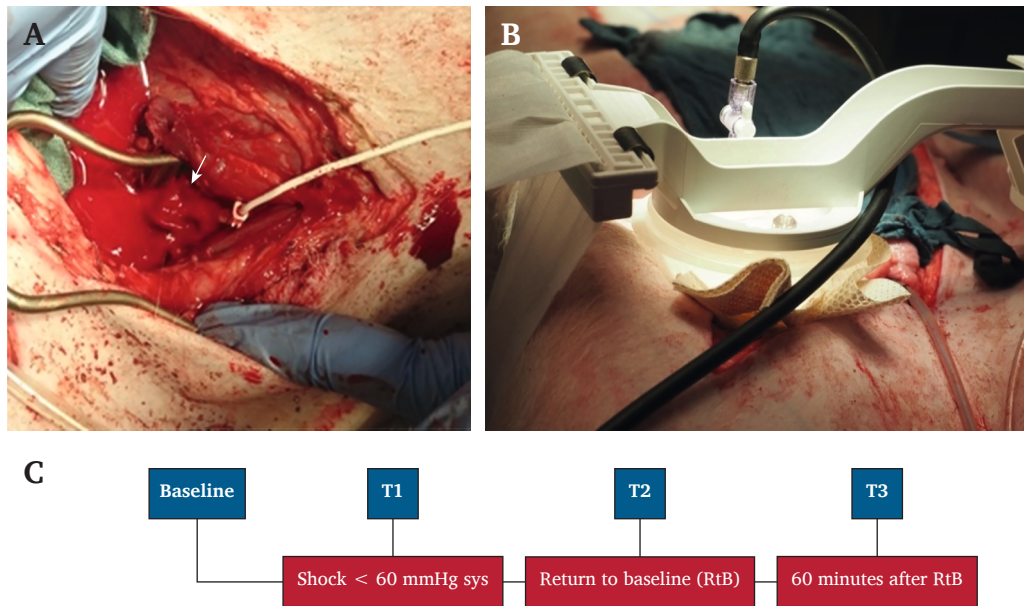 A
B
C
Baseline
T1
T2
T3
Shock < 60 mmHg sys
Return to baseline (RtB)
60 minutes after RtB